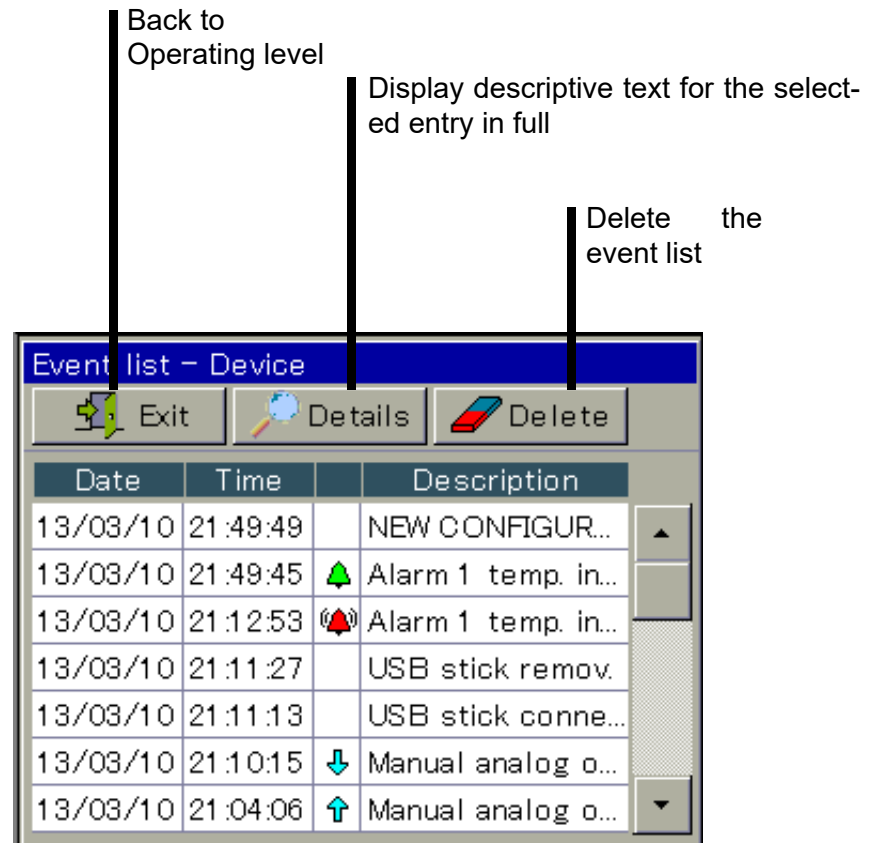 Back to
Operating level
Display descriptive text for the select-
ed entry in full
Delete the
event list
Event list - Device
Exit Details Delete
Date Time Description
13/03/10 21:49:49 NEW CONFIGUR...
13/03/10 21:49:45 Alarm 1 temp. in...
13/03/10 21:12:53 Alarm 1 temp. in...
13/03/10 21:11:27 USB stick remov.
13/03/10 21:11:13 USB stick conne...
13/03/10 21:10:15 Manual analog o...
13/03/10 21:04:06 Manual analog o...